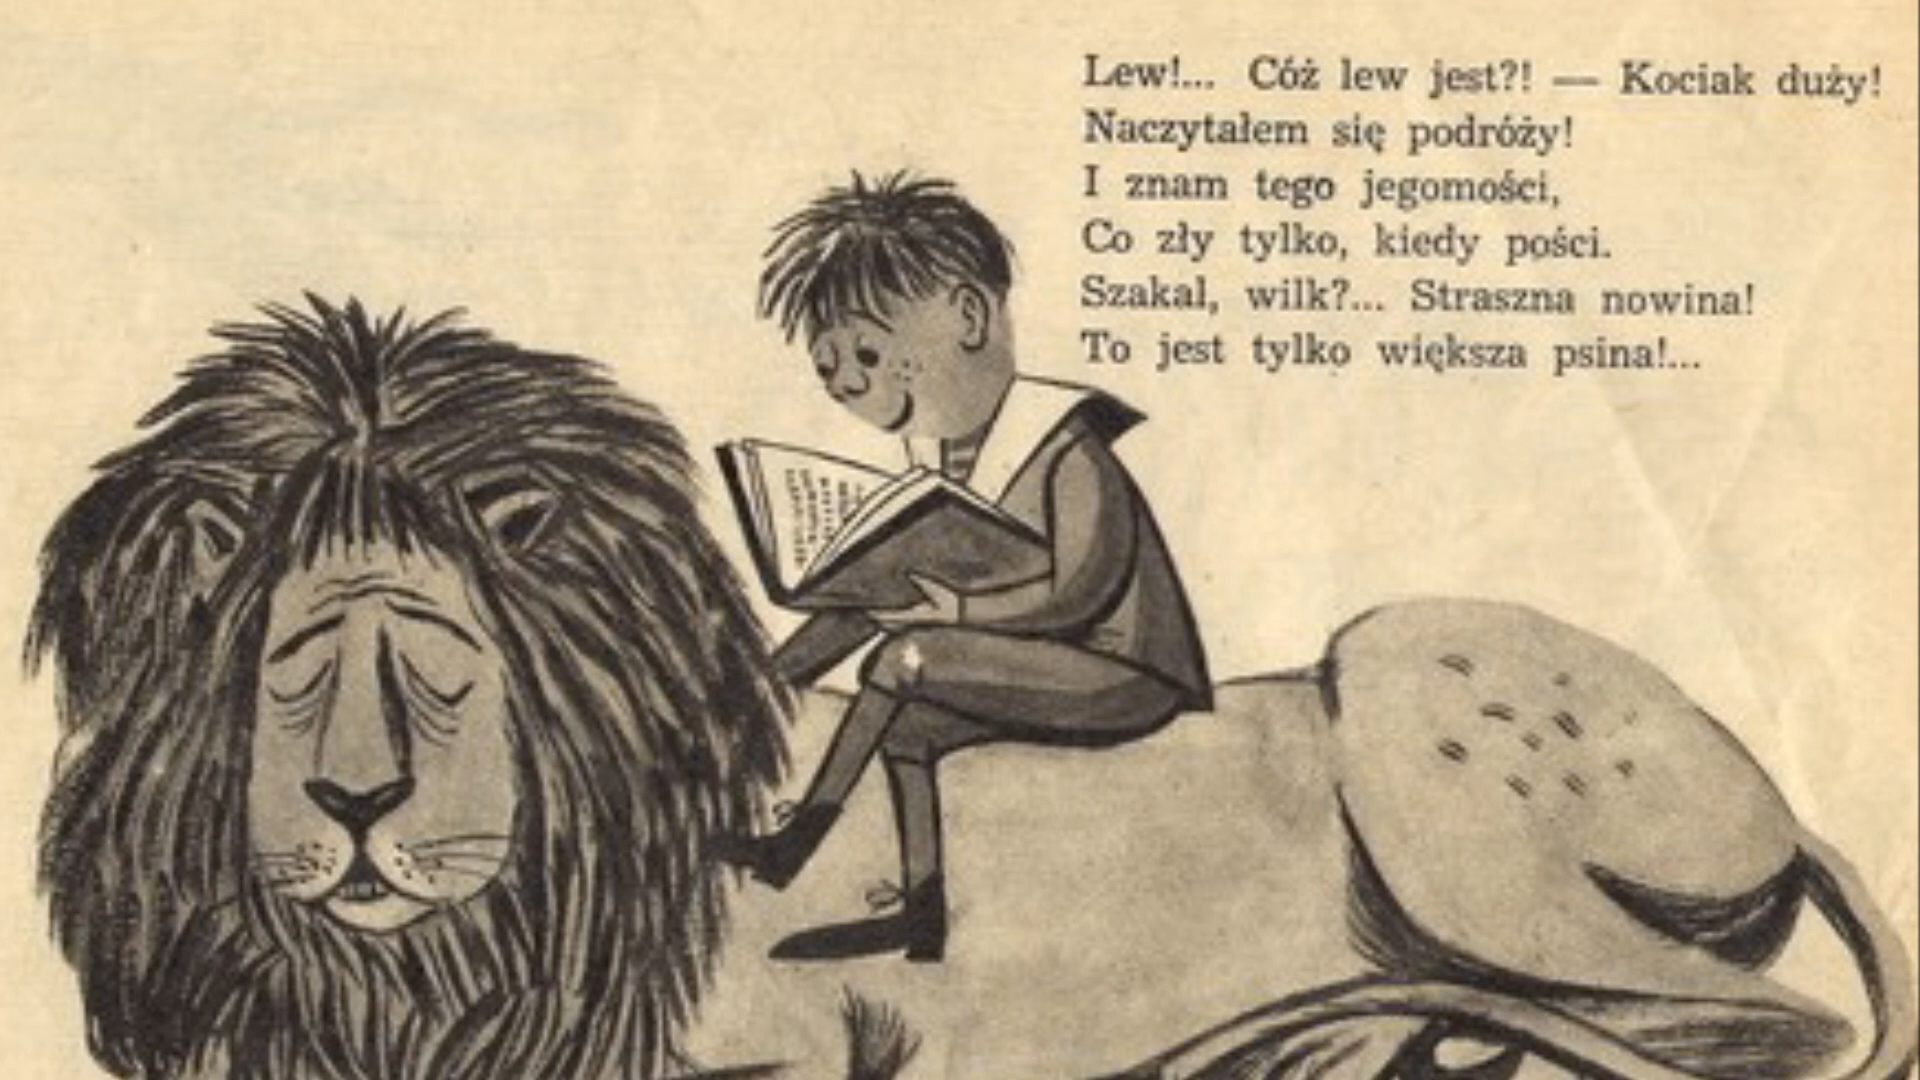 Lew!... Cóż lew jest?! — Kociak duży!
Naczytałem się podróży!
I znam tego jegomości,
Co zły tylko, kiedy pości.
Szakal, wilk?... Straszna nowina!
To jest tylko większa psina!...